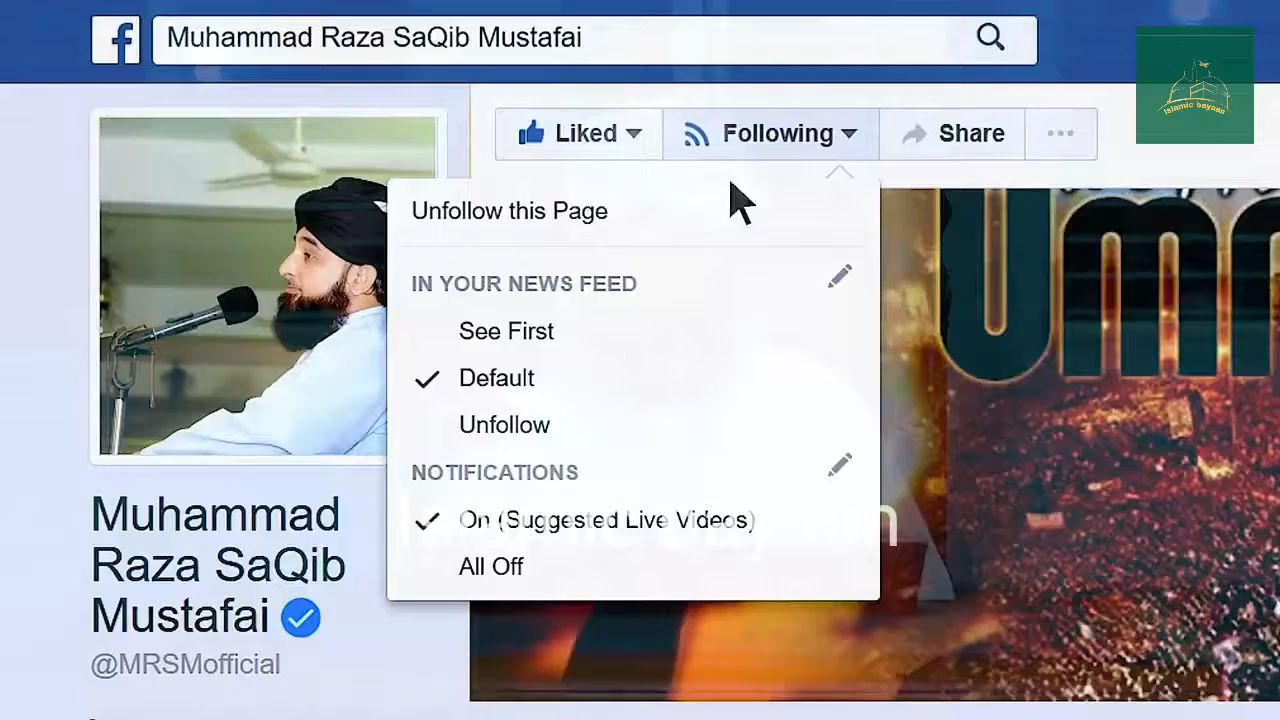 Muhammad Raza SaQib Mustafai
Islamic bayaan
Liked
Following
Share
Unfollow this Page
IN YOUR NEWS FEED
See First
Default
Unfollow
NOTIFICATIONS
On (Suggested Live Videos)
All Off
Muhammad
Raza SaQib
Mustafai
@MRSMofficial